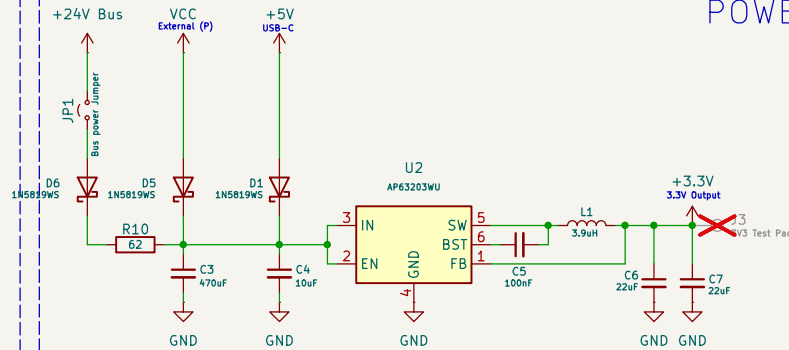 POWE
+24V Bus
VCC
External (P)
+5V
USB-C
JP1
Bus power Jumper
D6
1N5819WS
D5
1N5819WS
D1
1N5819WS
R10
62
C3
470uF
C4
10uF
U2
AP63203WU
3 IN
2 EN
GND
4
SW 5
BST 6
FB 1
C5
100nF
L1
3.9uH
+3.3V
3.3V Output
J3
3V3 Test Pad
C6
22uF
C7
22uF
GND
GND
GND
GND
GND